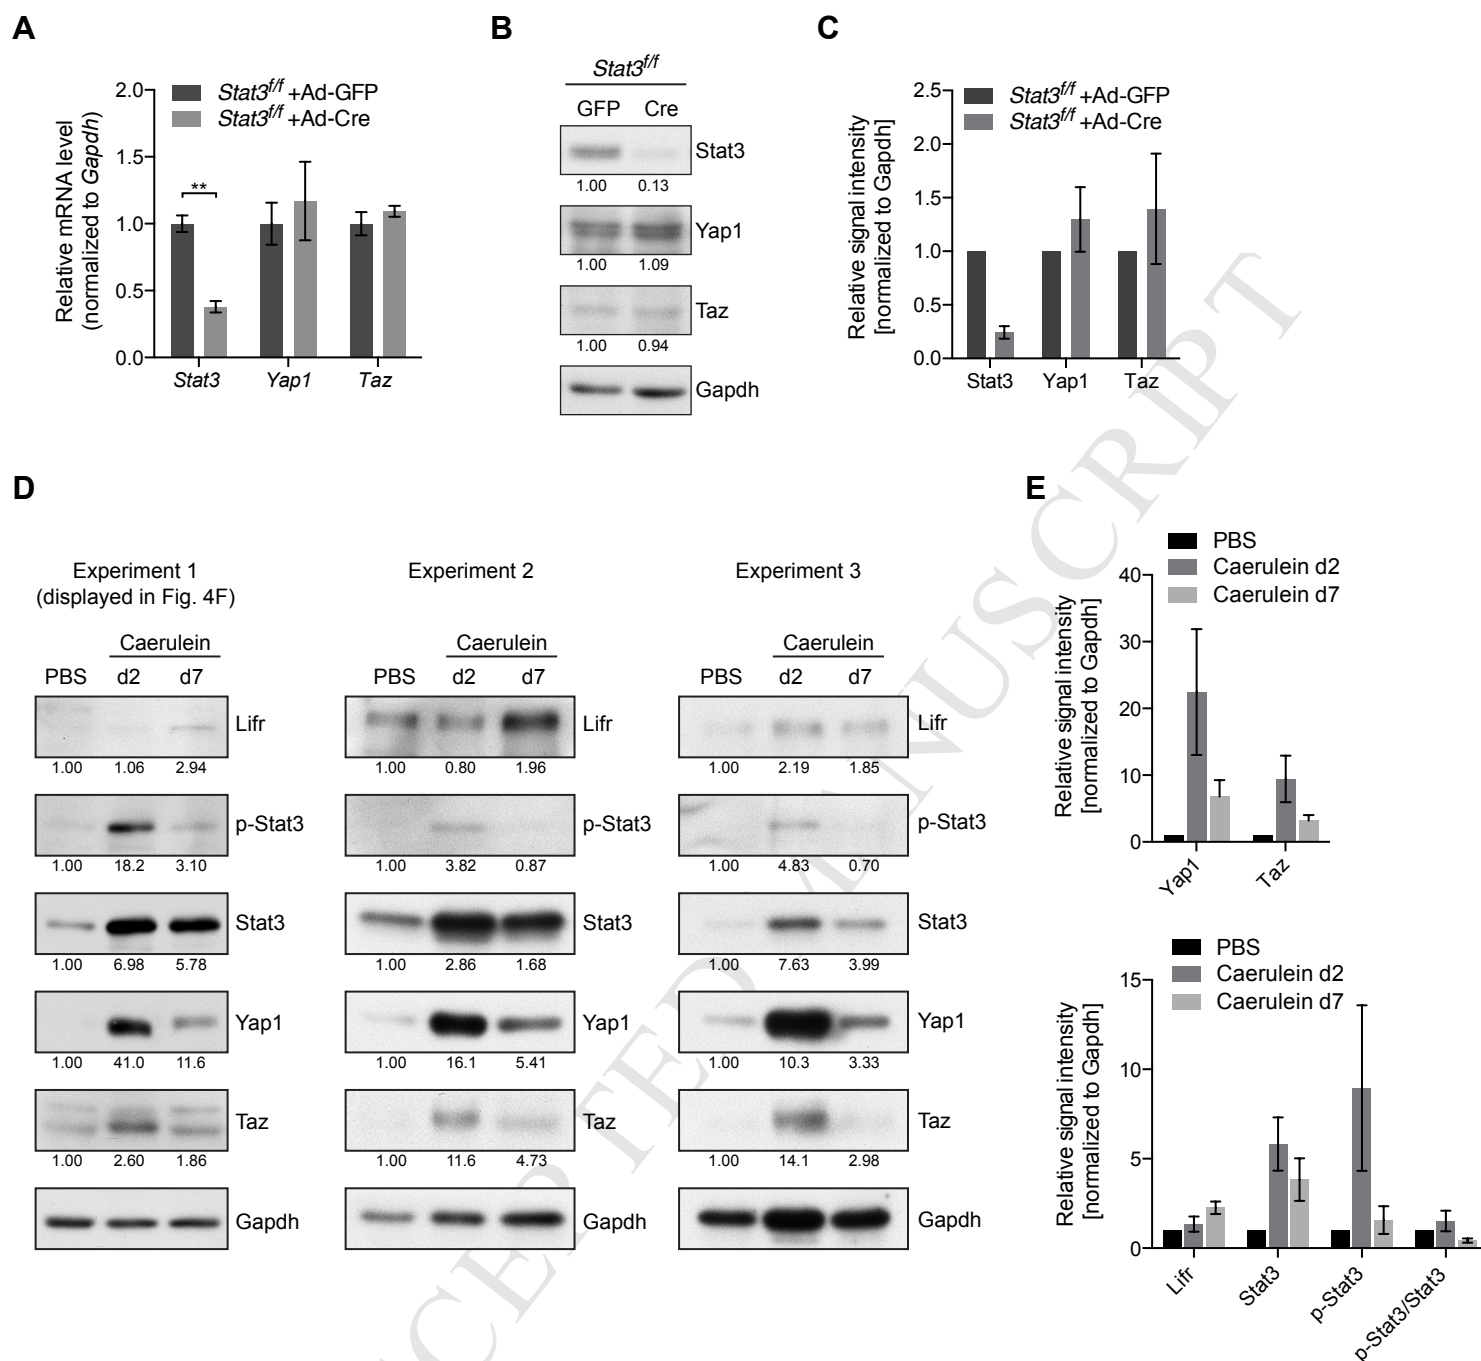 A
Relative mRNA level
(normalized to Gapdh)
2.0
1.5
1.0
0.5
0.0
Stat3f/f +Ad-GFP
Stat3f/f +Ad-Cre
**
Stat3 Yap1 Taz
B
Stat3f/f
GFP Cre
Stat3
1.00 0.13
Yap1
1.00 1.09
Taz
1.00 0.94
Gapdh
C
Relative signal intensity
[normalized to Gapdh]
2.5
2.0
1.5
1.0
0.5
0.0
Stat3f/f +Ad-GFP
Stat3f/f +Ad-Cre
Stat3 Yap1 Taz
D
Experiment 1
(displayed in Fig. 4F)
Caerulein
PBS d2 d7
Lifr
1.00 1.06 2.94
p-Stat3
1.00 18.2 3.10
Stat3
1.00 6.98 5.78
Yap1
1.00 41.0 11.6
Taz
1.00 2.60 1.86
Gapdh
Experiment 2
Caerulein
PBS d2 d7
Lifr
1.00 0.80 1.96
p-Stat3
1.00 3.82 0.87
Stat3
1.00 2.86 1.68
Yap1
1.00 16.1 5.41
Taz
1.00 11.6 4.73
Gapdh
Experiment 3
Caerulein
PBS d2 d7
Lifr
1.00 2.19 1.85
p-Stat3
1.00 4.83 0.70
Stat3
1.00 7.63 3.99
Yap1
1.00 10.3 3.33
Taz
1.00 14.1 2.98
Gapdh
E
PBS
Caerulein d2
Caerulein d7
Relative signal intensity
[normalized to Gapdh]
40
30
20
10
0
Yap1 Taz
PBS
Caerulein d2
Caerulein d7
Relative signal intensity
[normalized to Gapdh]
15
10
5
0
Lifr Stat3 p-Stat3 p-Stat3/Stat3
CEPTED MANUSCRIPT